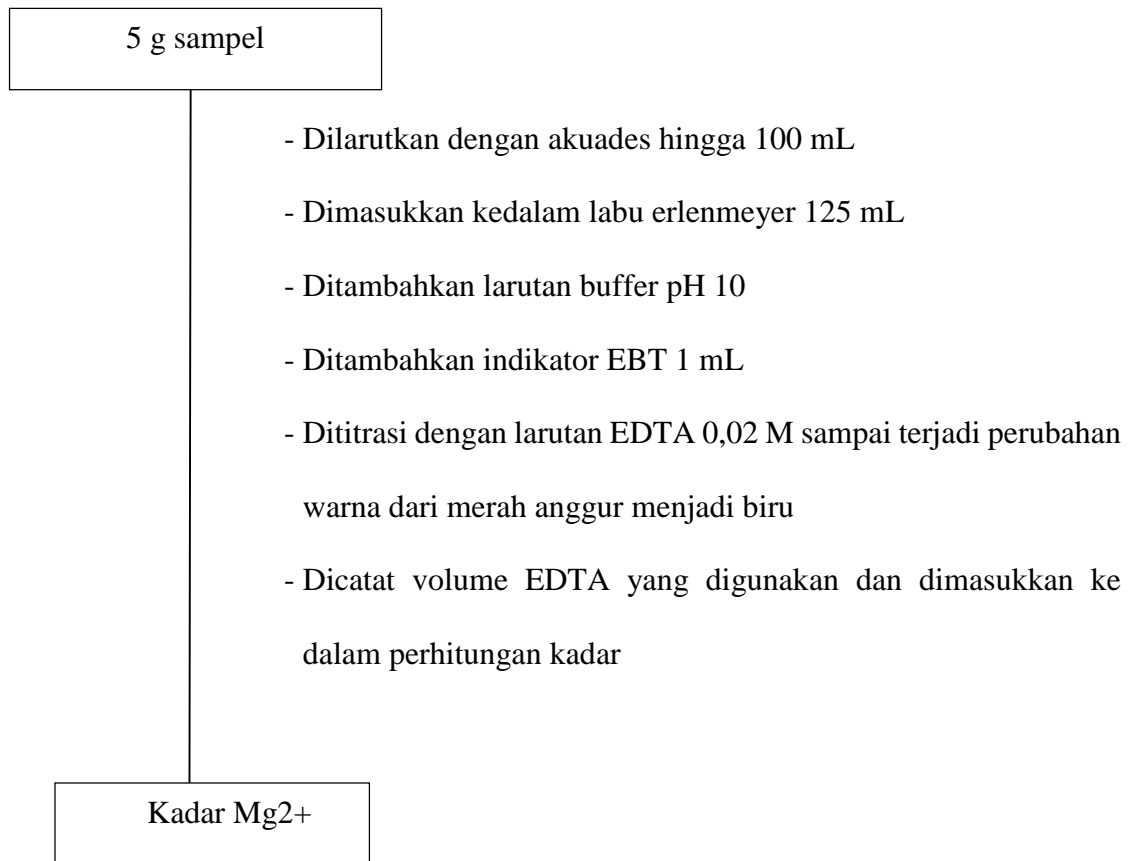 5 g sampel
- Dilarutkan dengan akuades hingga 100 mL
- Dimasukkan kedalam labu erlenmeyer 125 mL
- Ditambahkan larutan buffer pH 10
- Ditambahkan indikator EBT 1 mL
- Dititrasi dengan larutan EDTA 0,02 M sampai terjadi perubahan
warna dari merah anggur menjadi biru
- Dicatat volume EDTA yang digunakan dan dimasukkan ke
dalam perhitungan kadar
Kadar Mg2+